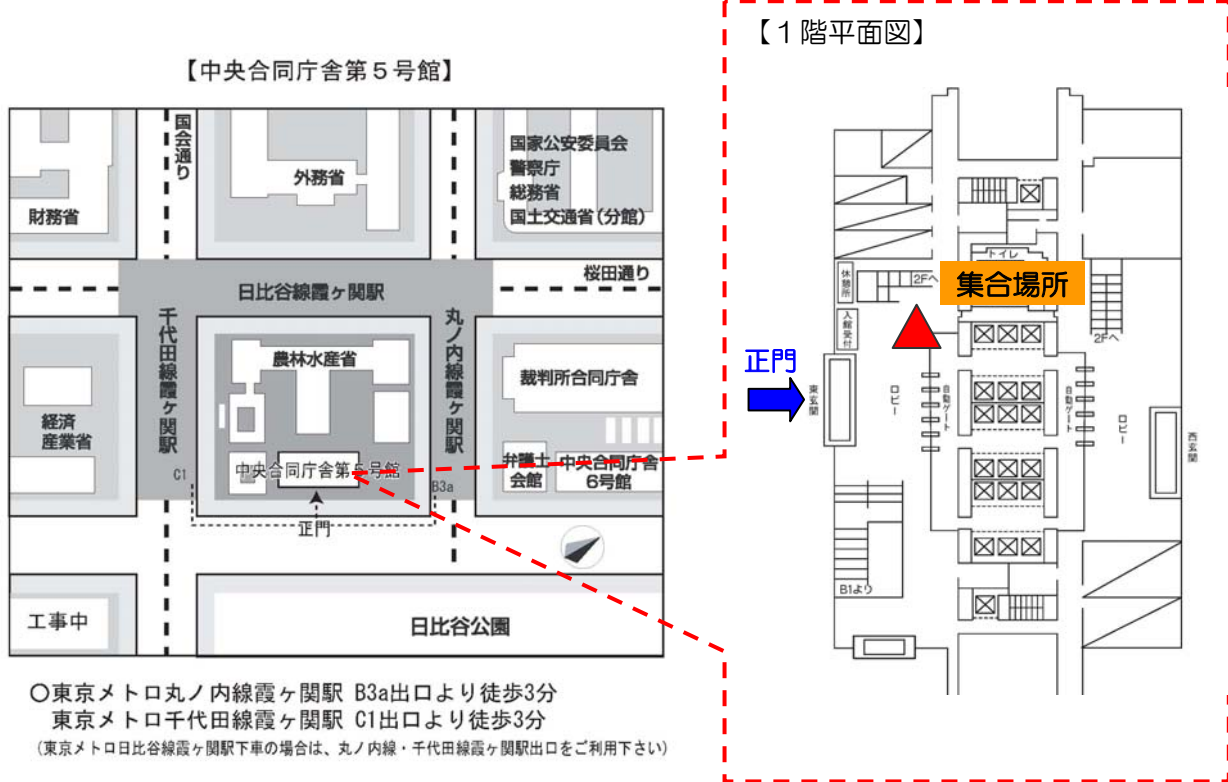 【中央合同庁舎第５号館】
国会通り
財務省
外務省
国家公安委員会
警察庁
総務省
国土交通省（分館）
桜田通り
日比谷線霞ヶ関駅
千代田線霞ヶ関駅
丸ノ内線霞ヶ関駅
農林水産省
裁判所合同庁舎
経済
産業省
中央合同庁舎第５号館
弁護士
会館
中央合同庁舎
6号館
C1
B3a
正門
工事中
日比谷公園
〇東京メトロ丸ノ内線霞ヶ関駅 B3a出口より徒歩3分
東京メトロ千代田線霞ヶ関駅 C1出口より徒歩3分
（東京メトロ日比谷線霞ヶ関駅下車の場合は、丸ノ内線・千代田線霞ヶ関駅出口をご利用下さい）
【１階平面図】
トイレ
休憩所
2Fへ
集合場所
入館受付
2Fへ
正門
東玄関
ロビー
自動ゲート
自動ゲート
ロビー
西玄関
B1より